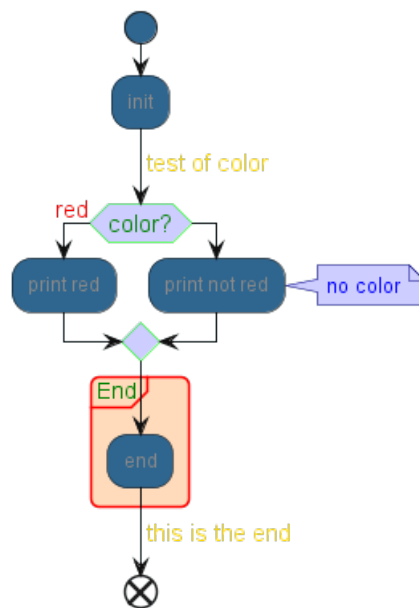 init
test of color
red
color?
print red
print not red
no color
End
end
this is the end